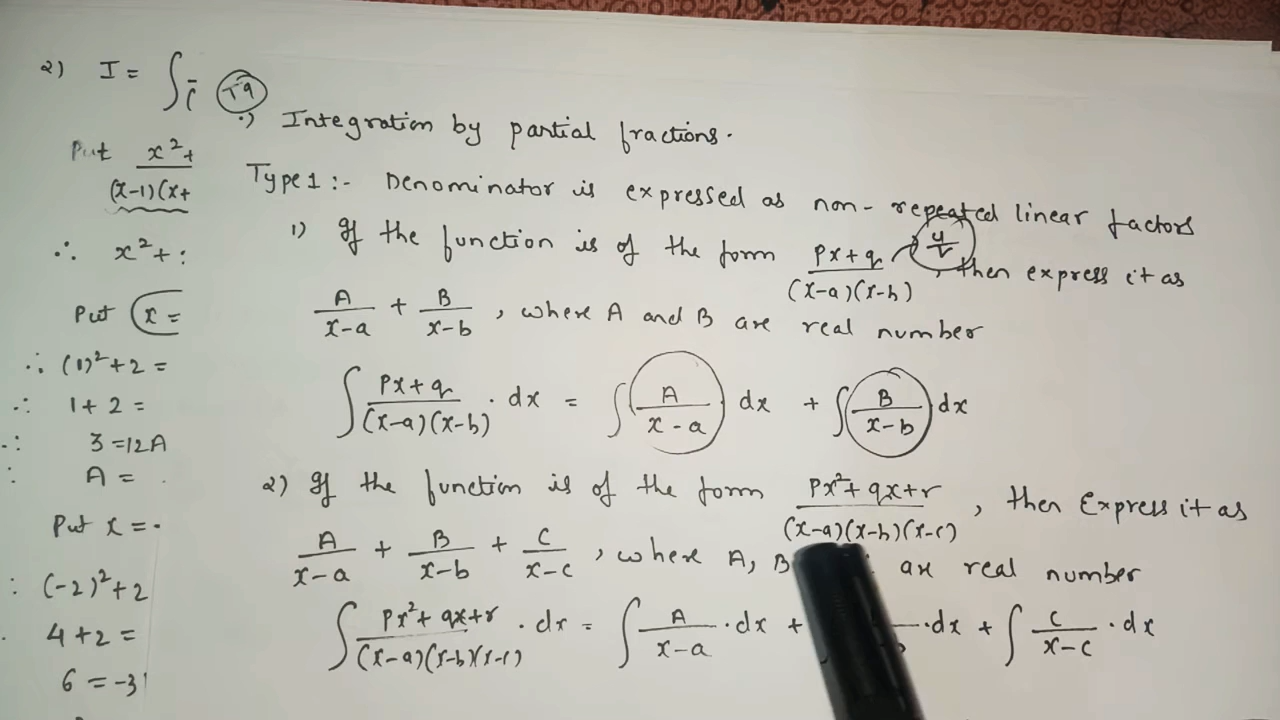 2) I = ∫
Put x²+
(x-1)(x+
∴ x²+:
Put x =
∴ (1)²+2 =
∴ 1+2 =
∴ 3=12A
: A =
Put x = -
: (-2)²+2
4+2 =
6 = -3
T9
Integration by partial fractions.
Type 1:- Denominator is expressed as non-repeated linear factors
1) If the function is of the form px+q/(x-a)(x-b) → u/v, then express it as
A/x-a + B/x-b, where A and B are real number
∫ px+q/(x-a)(x-b) . dx = ∫ A/x-a dx + ∫ B/x-b dx
2) If the function is of the form px²+qx+r/(x-a)(x-b)(x-c), then Express it as
A/x-a + B/x-b + C/x-c, where A, B are real number
∫ px²+qx+r/(x-a)(x-b)(x-c) . dx = ∫ A/x-a . dx + . dx + ∫ C/x-c . dx